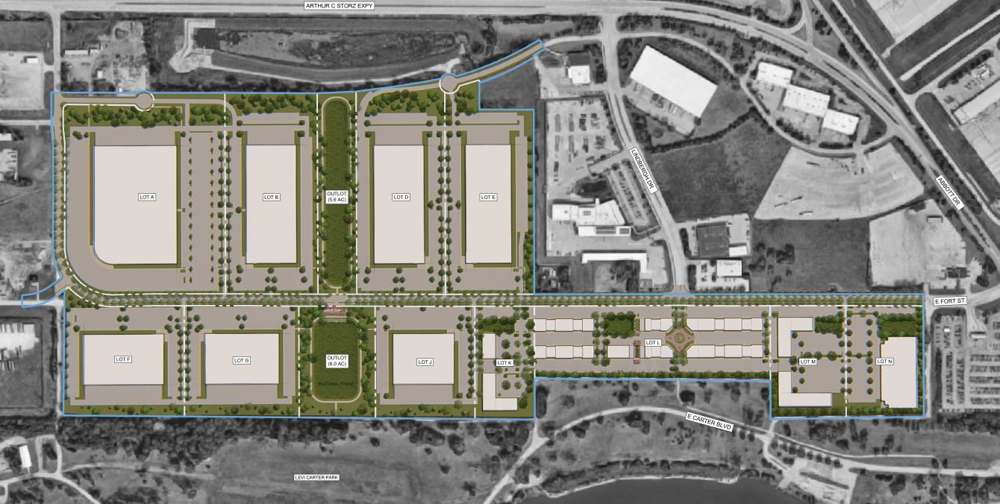 ARTHUR C STORZ EXPY
LINDBERGH DR
ABBOTT DR
LOT A
LOT B
OUTLOT
(5.6 AC)
LOT D
LOT E
E FORT ST
LOT F
LOT G
OUTLOT
(6.0 AC)
LOT J
LOT K
LOT L
LOT M
LOT N
E CARTER BLVD
LEVI CARTER PARK